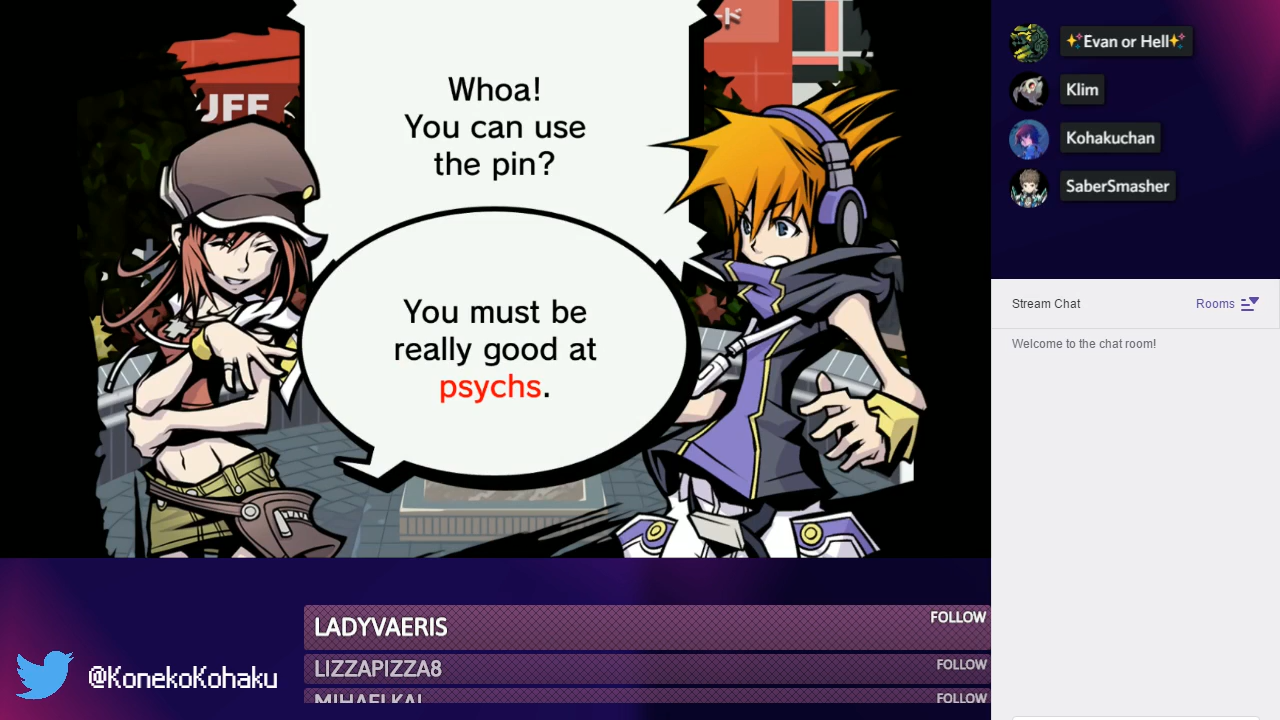 Whoa!
You can use
the pin?
You must be
really good at
psychs.
✨Evan or Hell✨
Klim
Kohakuchan
SaberSmasher
Stream Chat
Rooms
Welcome to the chat room!
LADYVAERIS
FOLLOW
LIZZAPIZZA8
FOLLOW
FOLLOW
@KonekoKohaku
ド